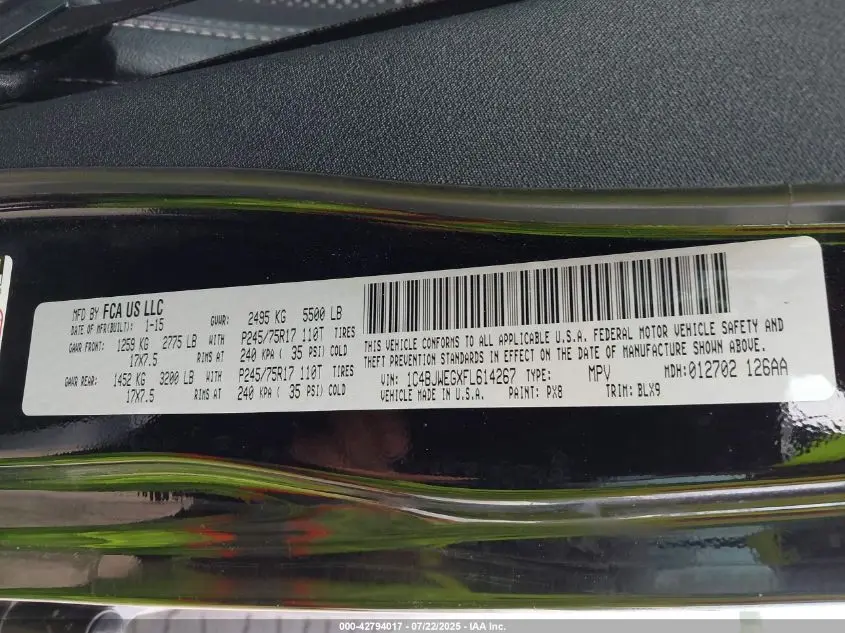 MFD BY FCA US LLC
DATE OF MFR(BUILT): 1-15
GVWR: 2495 KG 5500 LB
GAWR FRONT: 1259 KG 2775 LB WITH P245/75R17 110T TIRES
17X7.5 RIMS AT 240 KPA ( 35 PSI) COLD
GAWR REAR: 1452 KG 3200 LB WITH P245/75R17 110T TIRES
17X7.5 RIMS AT 240 KPA ( 35 PSI) COLD
THIS VEHICLE CONFORMS TO ALL APPLICABLE U.S.A. FEDERAL MOTOR VEHICLE SAFETY AND
THEFT PREVENTION STANDARDS IN EFFECT ON THE DATE OF MANUFACTURE SHOWN ABOVE.
VIN: 1C4BJWEGXFL614267 TYPE: MPV MDH:012702 126AA
VEHICLE MADE IN U.S.A. PAINT: PX8 TRIM: BLX9
000-42794017 - 07/22/2025 - IAAI.com